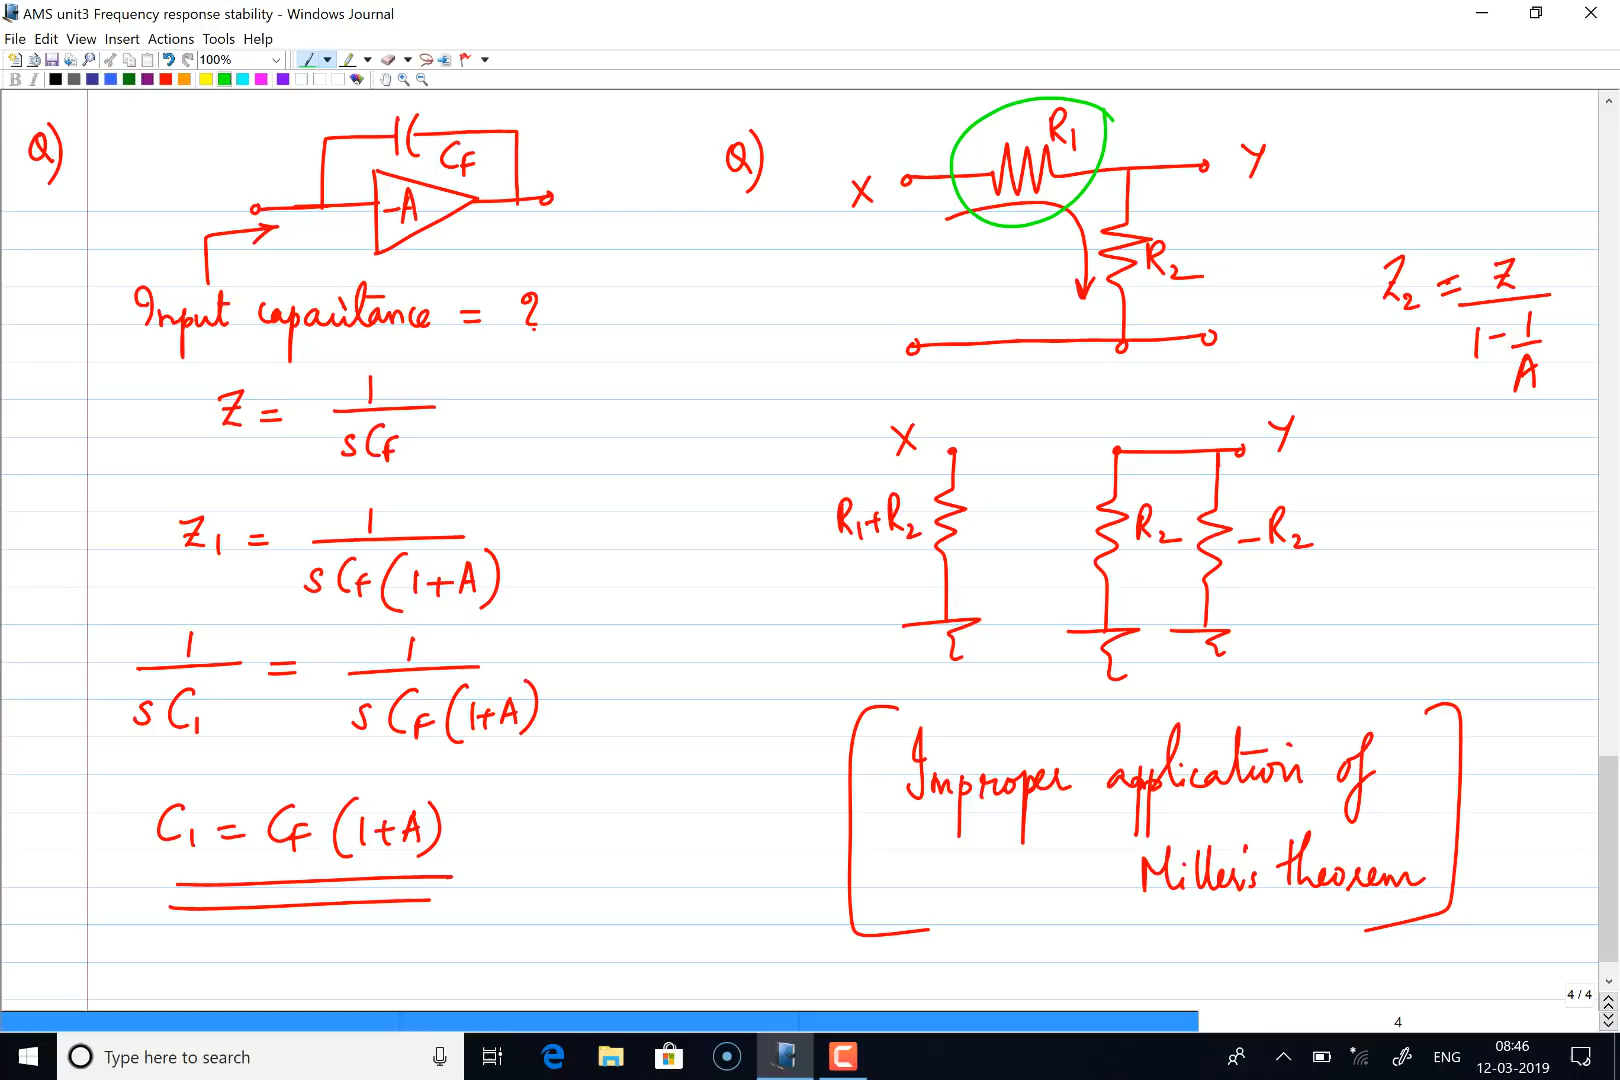 AMS unit3 Frequency response stability - Windows Journal
File Edit View Insert Actions Tools Help
100%
B I
Q)
Cf
-A
Input capacitance = ?
Z = 1 / sCf
Z1 = 1 / sCf(1+A)
1 / sC1 = 1 / sCf(1+A)
C1 = Cf (1+A)
Q)
X
R1
Y
R2
Z2 = Z / 1 - 1/A
X
Y
R1+R2
R2
-R2
Improper application of
Miller's theorem
4 / 4
4
Type here to search
ENG
08:46
12-03-2019